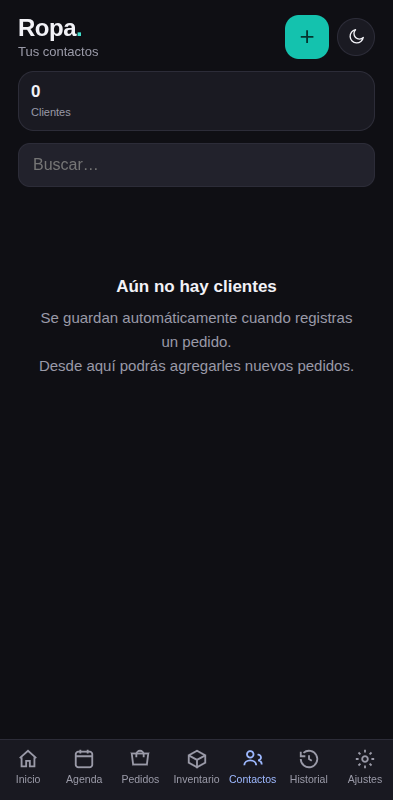 Ropa.
Tus contactos
0
Clientes
Buscar…
Aún no hay clientes
Se guardan automáticamente cuando registras
un pedido.
Desde aquí podrás agregarles nuevos pedidos.
Inicio
Agenda
Pedidos
Inventario
Contactos
Historial
Ajustes